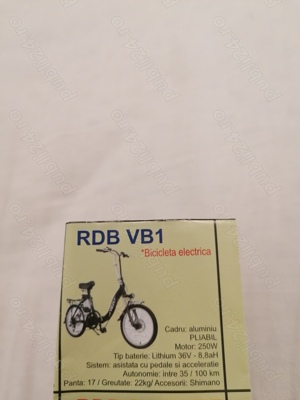 RDB VB1
*Bicicleta electrica
Cadru: aluminiu
PLIABIL
Motor: 250W
Tip baterie: Lithium 36V - 8,8aH
Sistem: asistata cu pedale si acceleratie
Autonomie: intre 35 / 100 km
Panta: 17 / Greutate: 22kg/ Accesorii: Shimano